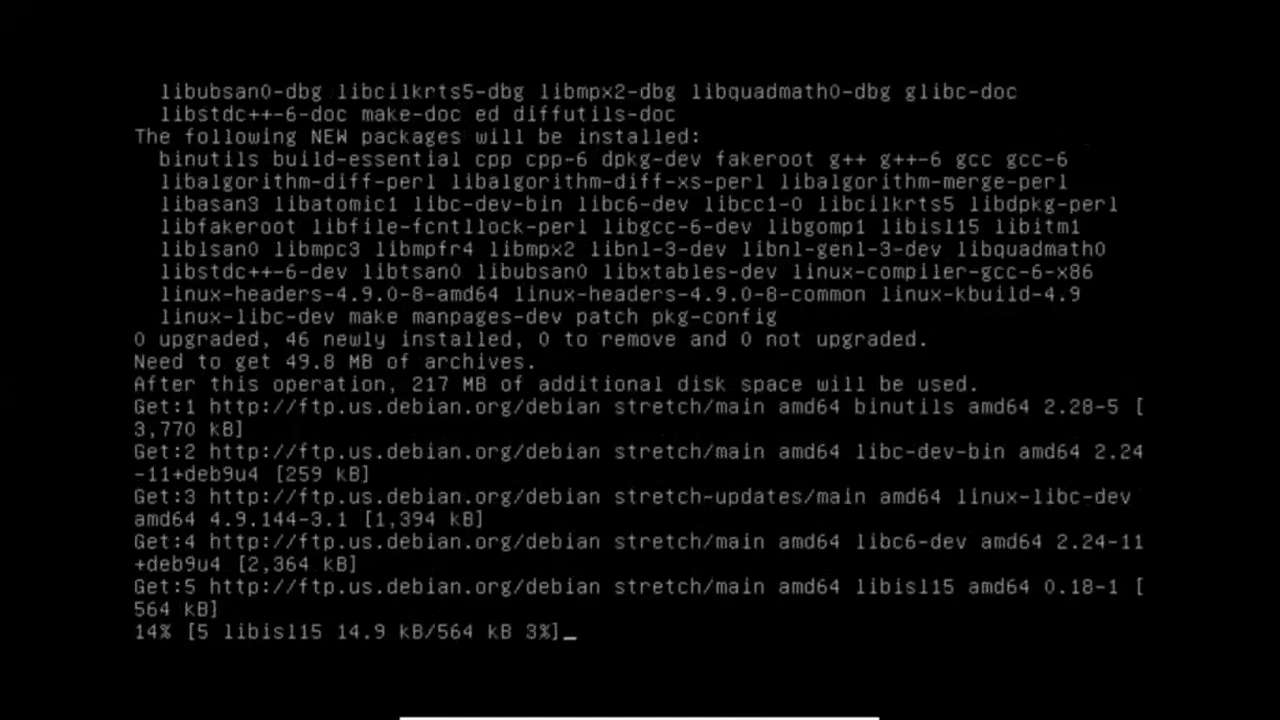 libubsan0-dbg libcilkrts5-dbg libmpx2-dbg libquadmath0-dbg glibc-doc
libstdc++-6-doc make-doc ed diffutils-doc
The following NEW packages will be installed:
binutils build-essential cpp cpp-6 dpkg-dev fakeroot g++ g++-6 gcc gcc-6
libalgorithm-diff-perl libalgorithm-diff-xs-perl libalgorithm-merge-perl
libasan3 libatomic1 libc-dev-bin libc6-dev libcc1-0 libcilkrts5 libdpkg-perl
libfakeroot libfile-fcntllock-perl libgcc-6-dev libgomp1 libisl15 libitm1
liblsan0 libmpc3 libmpfr4 libmpx2 libnl-3-dev libnl-genl-3-dev libquadmath0
libstdc++-6-dev libtsan0 libubsan0 libxtables-dev linux-compiler-gcc-6-x86
linux-headers-4.9.0-8-amd64 linux-headers-4.9.0-8-common linux-kbuild-4.9
linux-libc-dev make manpages-dev patch pkg-config
0 upgraded, 46 newly installed, 0 to remove and 0 not upgraded.
Need to get 49.8 MB of archives.
After this operation, 217 MB of additional disk space will be used.
Get:1 http://ftp.us.debian.org/debian stretch/main amd64 binutils amd64 2.28-5 [
3,770 kB]
Get:2 http://ftp.us.debian.org/debian stretch/main amd64 libc-dev-bin amd64 2.24
-11+deb9u4 [259 kB]
Get:3 http://ftp.us.debian.org/debian stretch-updates/main amd64 linux-libc-dev
amd64 4.9.144-3.1 [1,394 kB]
Get:4 http://ftp.us.debian.org/debian stretch/main amd64 libc6-dev amd64 2.24-11
+deb9u4 [2,364 kB]
Get:5 http://ftp.us.debian.org/debian stretch/main amd64 libisl15 amd64 0.18-1 [
564 kB]
14% [5 libisl15 14.9 kB/564 kB 3%]_